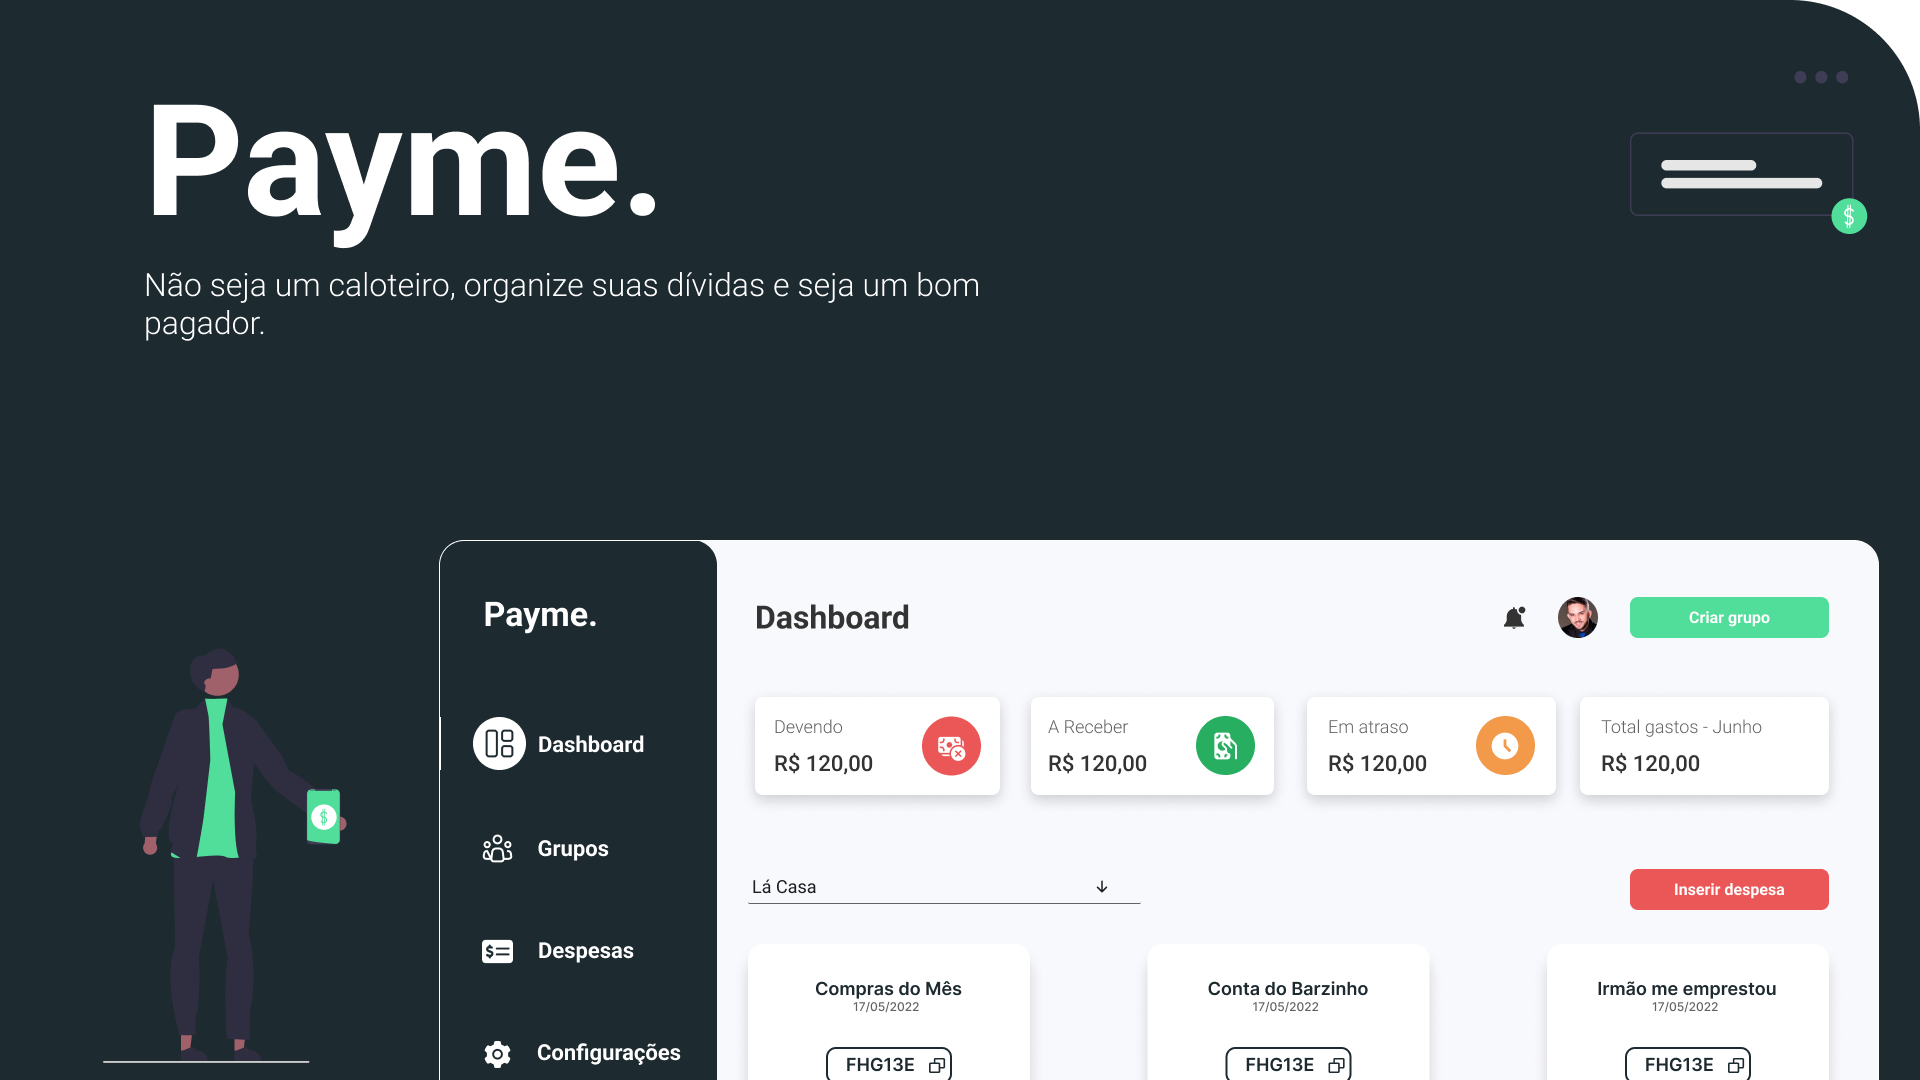 Payme.
Não seja um caloteiro, organize suas dívidas e seja um bom
pagador.
$
Payme.
Dashboard
Criar grupo
Devendo
R$ 120,00
A Receber
R$ 120,00
Em atraso
R$ 120,00
Total gastos - Junho
R$ 120,00
Dashboard
$
Grupos
Lá Casa
Inserir despesa
$
Despesas
Compras do Mês
17/05/2022
FHG13E
Conta do Barzinho
17/05/2022
FHG13E
Irmão me emprestou
17/05/2022
FHG13E
Configurações